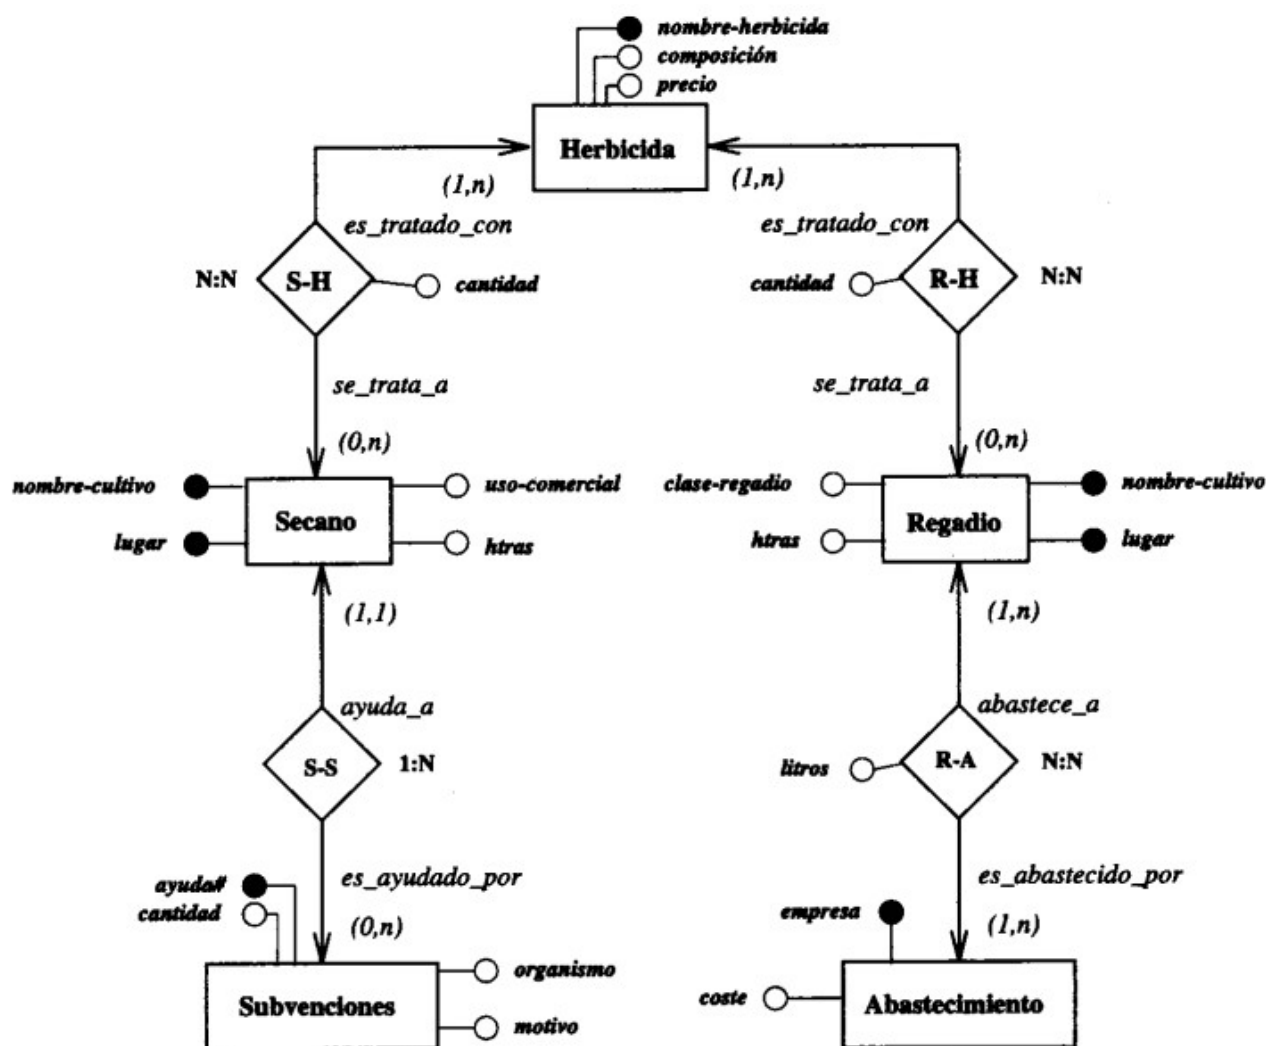 nombre-herbicida
composición
precio
Herbicida
(1,n)
(1,n)
es_tratado_con
es_tratado_con
N:N
S-H
cantidad
cantidad
R-H
N:N
se_trata_a
se_trata_a
(0,n)
(0,n)
nombre-cultivo
uso-comercial
clase-regadio
nombre-cultivo
Secano
Regadio
lugar
htras
htras
lugar
(1,1)
(1,n)
ayuda_a
abastece_a
S-S
1:N
litros
R-A
N:N
es_ayudado_por
es_abastecido_por
ayuda#
cantidad
empresa
(0,n)
(1,n)
organismo
coste
Subvenciones
Abastecimiento
motivo